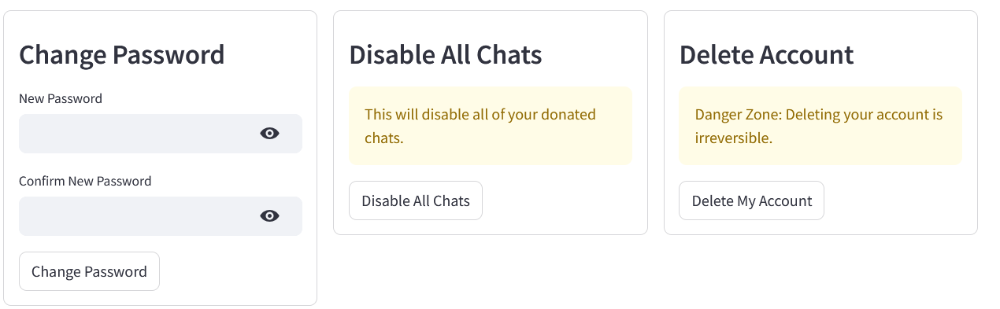 Change Password
New Password
Confirm New Password
Change Password
Disable All Chats
This will disable all of your donated
chats.
Disable All Chats
Delete Account
Danger Zone: Deleting your account is
irreversible.
Delete My Account